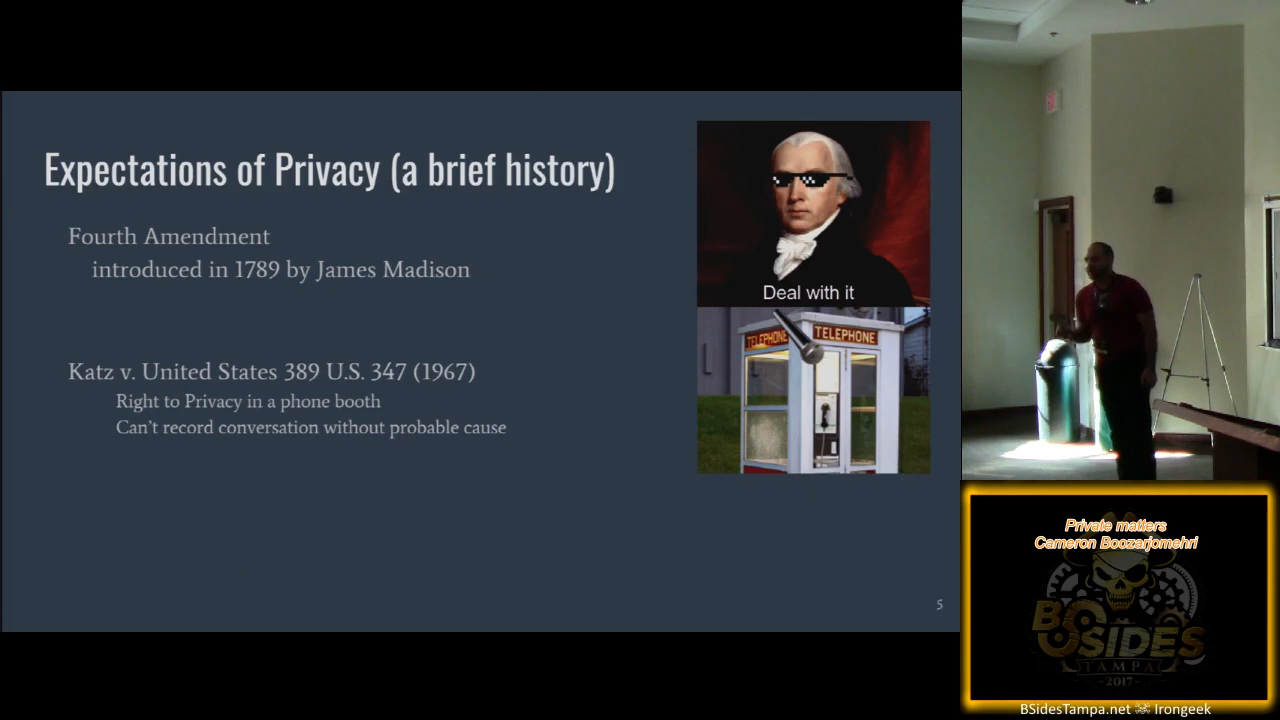 Expectations of Privacy (a brief history)
Fourth Amendment
introduced in 1789 by James Madison
Katz v. United States 389 U.S. 347 (1967)
Right to Privacy in a phone booth
Can't record conversation without probable cause
Deal with it
TELEPHONE
TELEPHONE
5
Private matters
Cameron Boozarjomehri
BSIDES
TAMPA
2017
BSidesTampa.net Irongeek